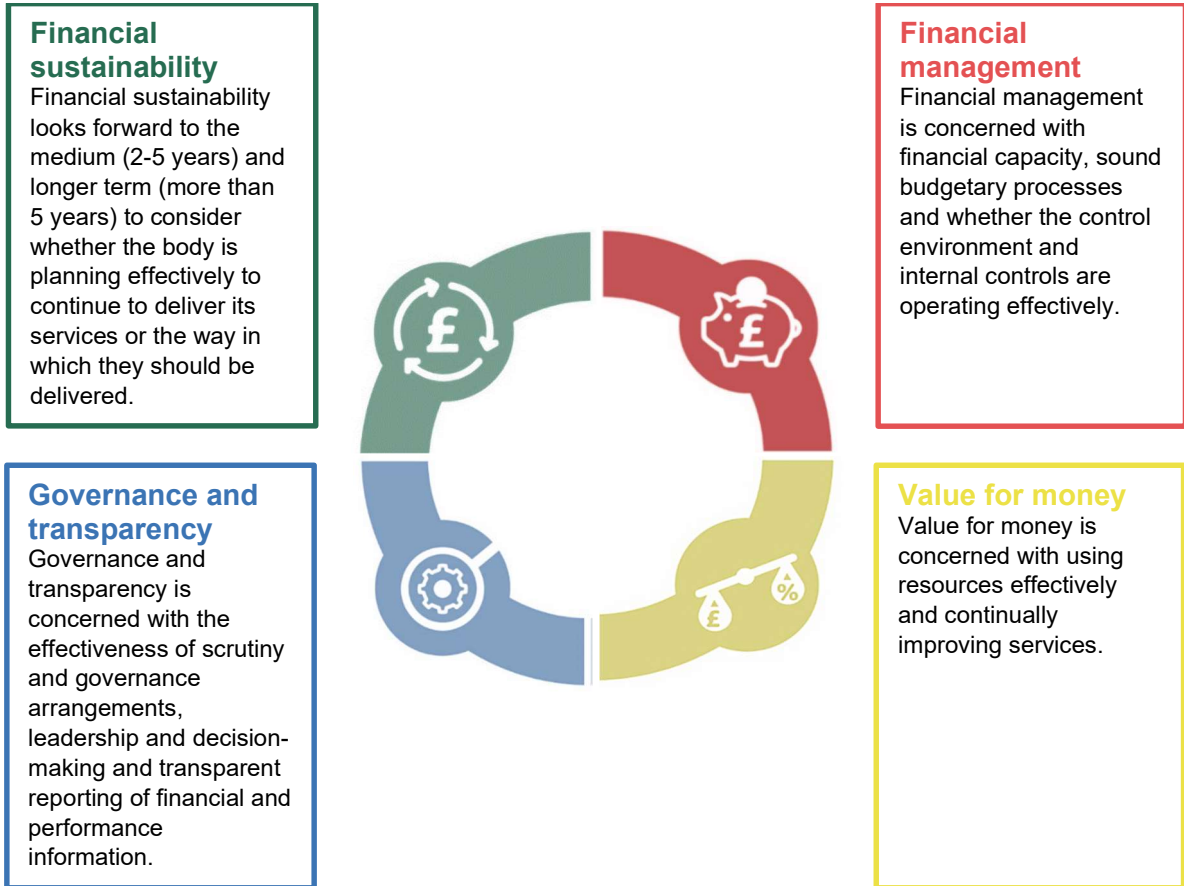 Financial
sustainability
Financial sustainability
looks forward to the
medium (2-5 years) and
longer term (more than
5 years) to consider
whether the body is
planning effectively to
continue to deliver its
services or the way in
which they should be
delivered.
Financial
management
Financial management
is concerned with
financial capacity, sound
budgetary processes
and whether the control
environment and
internal controls are
operating effectively.
£
£
Governance and
transparency
Governance and
transparency is
concerned with the
effectiveness of scrutiny
and governance
arrangements,
leadership and decision-
making and transparent
reporting of financial and
performance
information.
%
£
Value for money
Value for money is
concerned with using
resources effectively
and continually
improving services.